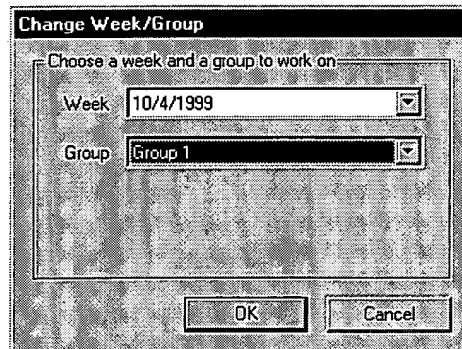 Change Week/Group
Choose a week and a group to work on
Week 10/4/1999
Group Group 1
OK Cancel